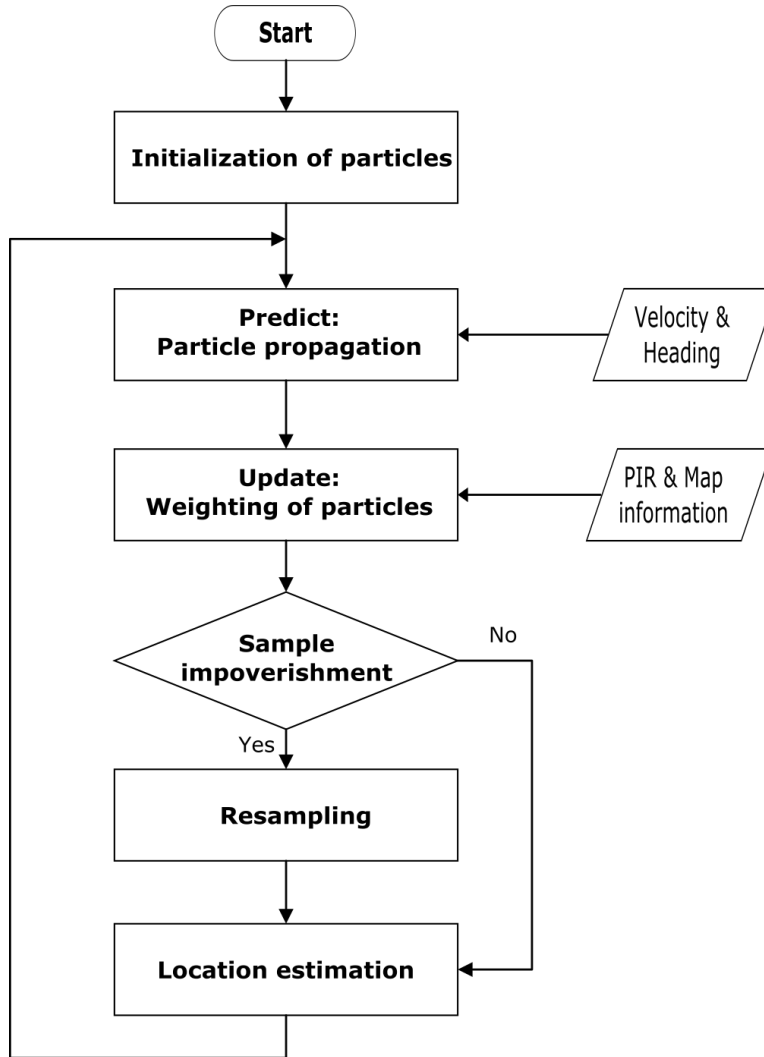 Start
Initialization of particles
Predict:
Particle propagation
Velocity &
Heading
Update:
Weighting of particles
PIR & Map
information
Sample
impoverishment
No
Yes
Resampling
Location estimation